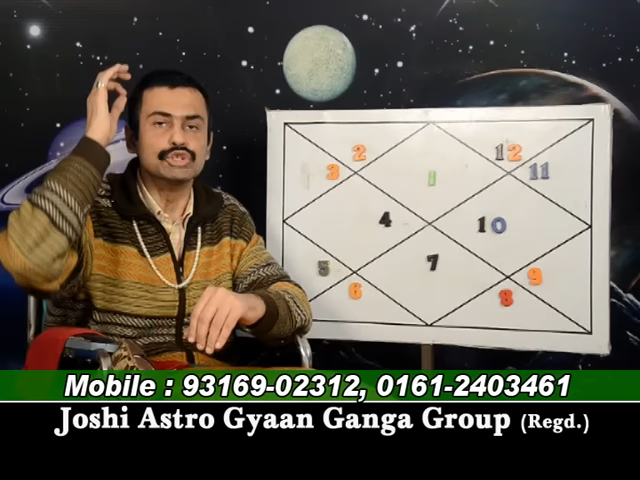 2 12
3 1 11
4 10
5 7 9
6 8
Mobile : 93169-02312, 0161-2403461
Joshi Astro Gyaan Ganga Group (Regd.)